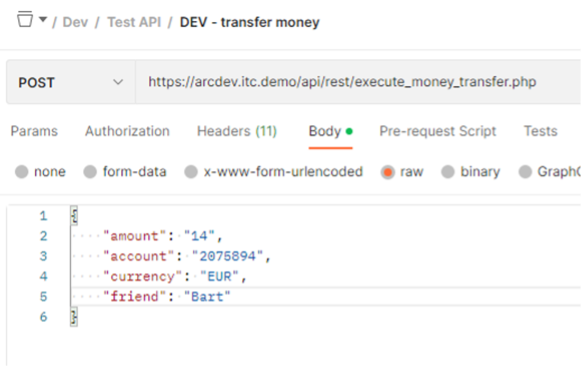 / Dev / Test API / DEV - transfer money
POST https://arcdev.itc.demo/api/rest/execute_money_transfer.php
Params Authorization Headers (11) Body Pre-request Script Tests
none form-data x-www-form-urlencoded raw binary GraphQ
1 {
2 "amount": "14",
3 "account": "2075894",
4 "currency": "EUR",
5 "friend": "Bart"
6 }